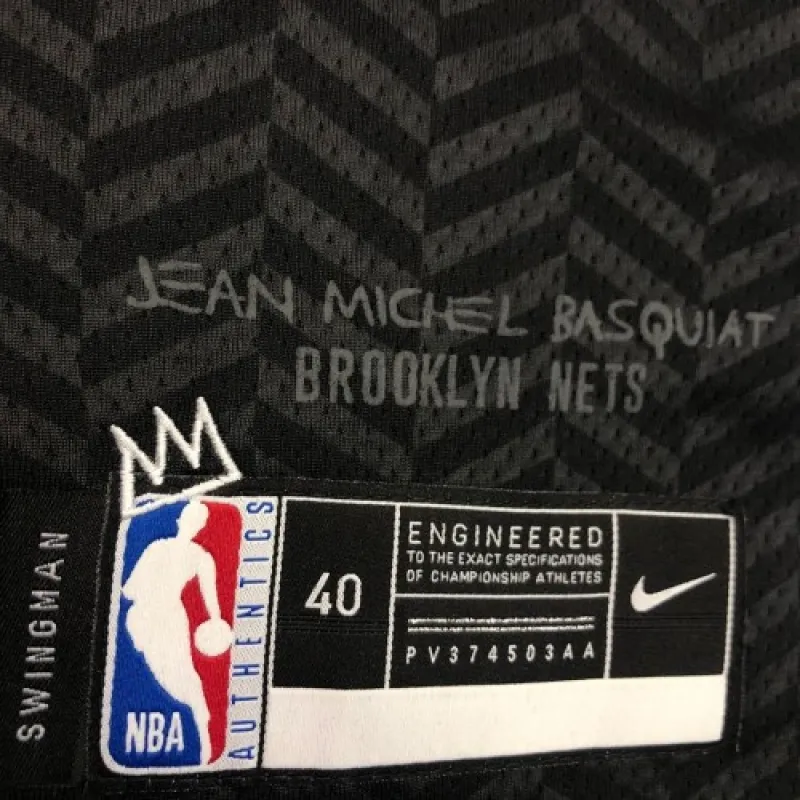 JEAN MICHEL BASQUIAT
BROOKLYN NETS
SWINGMAN
NBA
AUTHENTICS
40
ENGINEERED
TO THE EXACT SPECIFICATIONS
OF CHAMPIONSHIP ATHLETES
PV374503AA